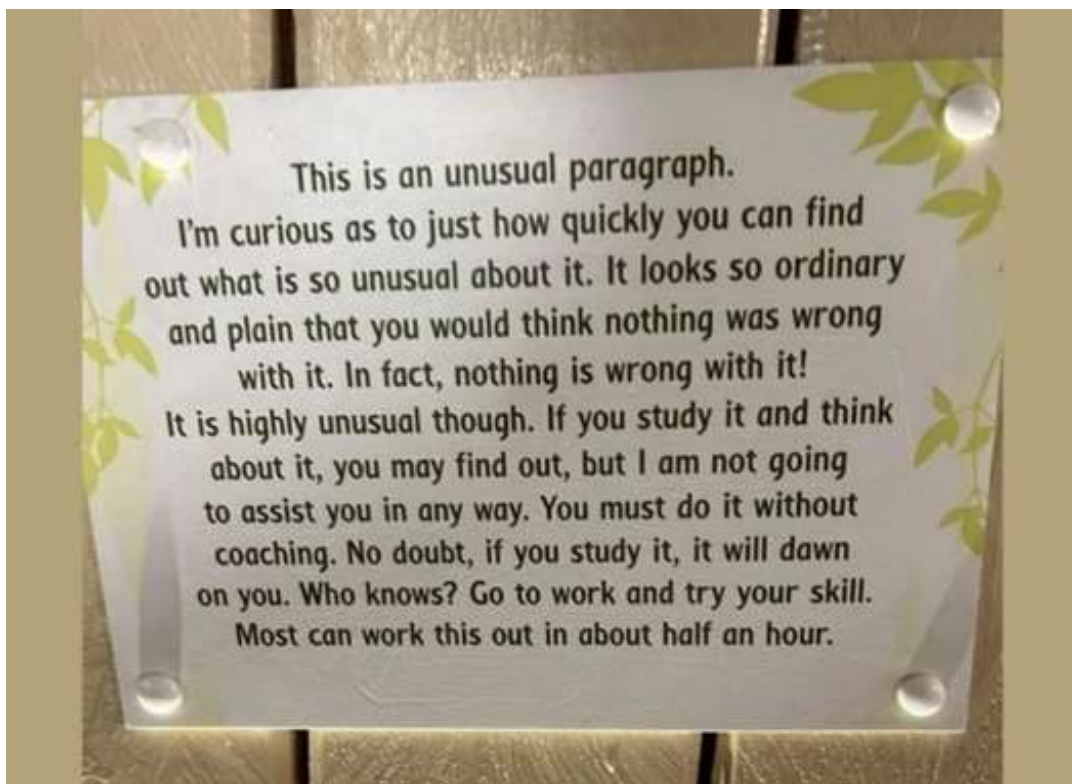 This is an unusual paragraph.
I'm curious as to just how quickly you can find
out what is so unusual about it. It looks so ordinary
and plain that you would think nothing was wrong
with it. In fact, nothing is wrong with it!
It is highly unusual though. If you study it and think
about it, you may find out, but I am not going
to assist you in any way. You must do it without
coaching. No doubt, if you study it, it will dawn
on you. Who knows? Go to work and try your skill.
Most can work this out in about half an hour.